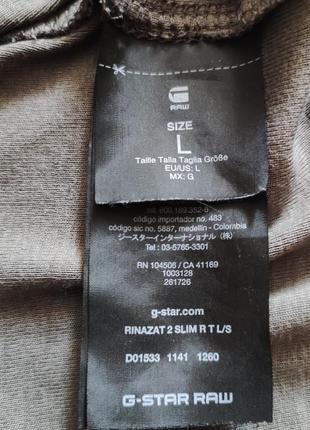 RAW
SIZE
L
Taille Talla Taglia Größe
EU/US: L
MX: G
código importador no. 483
código sic no. 5887, medellin - Colombia
ジースターインターナショナル (株)
Tel: 03-5765-3301
RN 104506 / CA 41169
1003128
261726
g-star.com
RINAZAT 2 SLIM R T L/S
D01533 1141 1260
G-STAR RAW